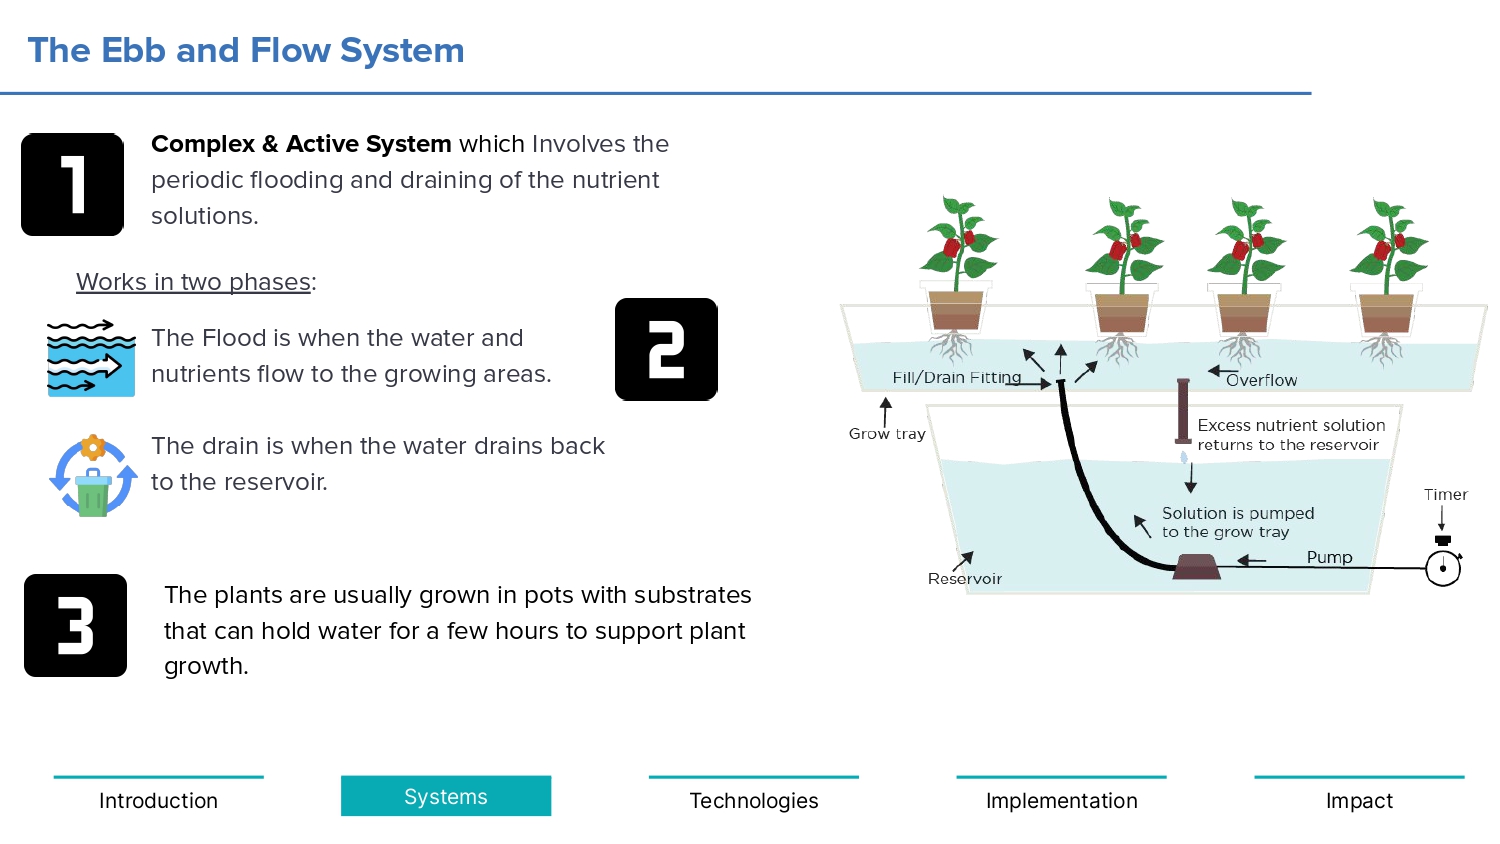 The Ebb and Flow System
1
Complex & Active System which Involves the
periodic flooding and draining of the nutrient
solutions.
Works in two phases:
The Flood is when the water and
nutrients flow to the growing areas.
2
The drain is when the water drains back
to the reservoir.
3
The plants are usually grown in pots with substrates
that can hold water for a few hours to support plant
growth.
Fill/Drain Fitting
Overflow
Grow tray
Excess nutrient solution
returns to the reservoir
Timer
Solution is pumped
to the grow tray
Pump
Reservoir
Introduction
Systems
Technologies
Implementation
Impact